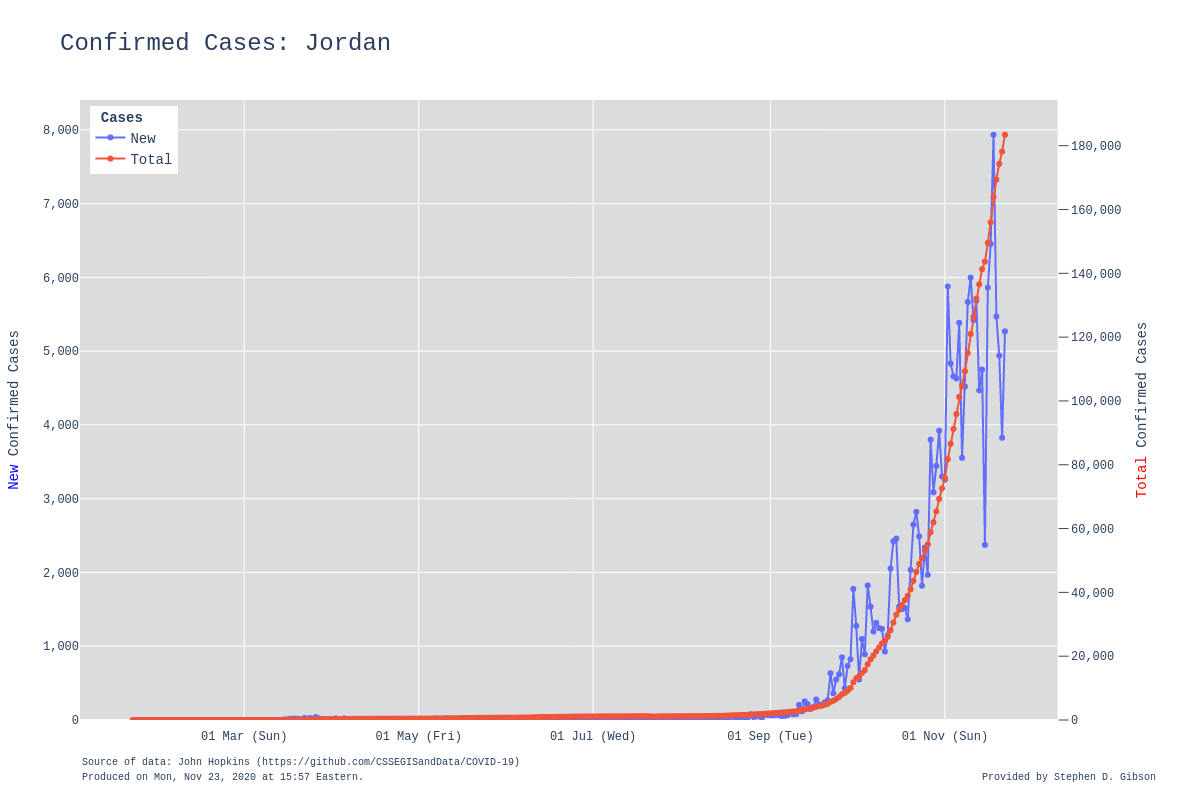 Confirmed Cases: Jordan
Cases
New
Total
8,000
7,000
6,000
5,000
4,000
3,000
2,000
1,000
0
New Confirmed Cases
180,000
160,000
140,000
120,000
100,000
80,000
60,000
40,000
20,000
0
Total Confirmed Cases
01 Mar (Sun)
01 May (Fri)
01 Jul (Wed)
01 Sep (Tue)
01 Nov (Sun)
Source of data: John Hopkins (https://github.com/CSSEGISandData/COVID-19)
Produced on Mon, Nov 23, 2020 at 15:57 Eastern.
Provided by Stephen D. Gibson